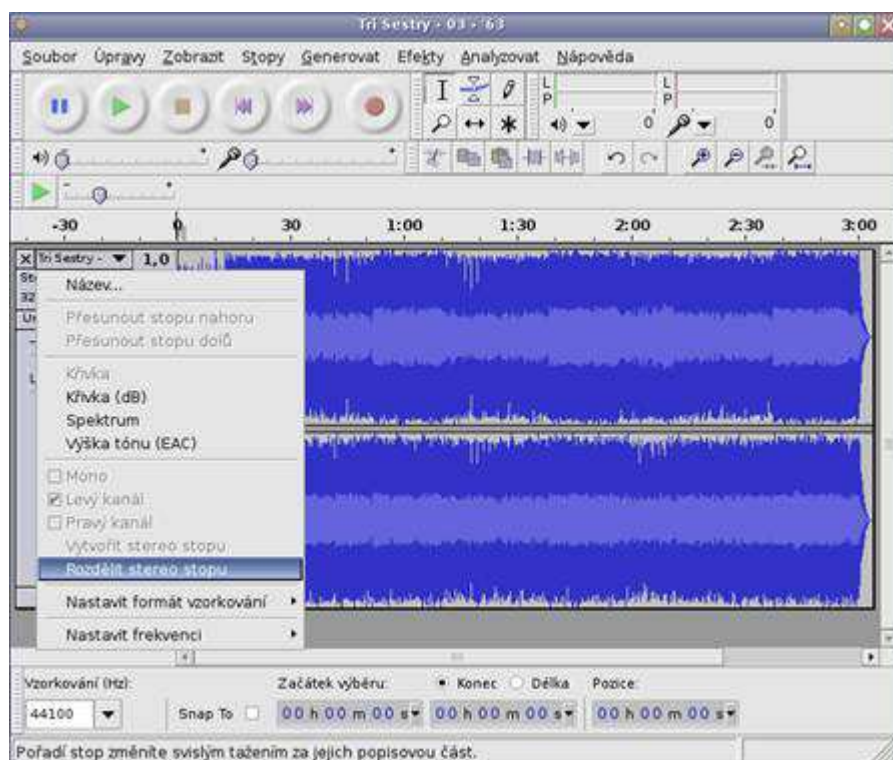 Tri Sestry - 03 - '63
Soubor Úpravy Zobrazit Stopy Generovat Efekty Analyzovat Nápověda
L
P
L
P
0
0
-30 0 30 1:00 1:30 2:00 2:30 3:00
Tri Sestry - 1,0
Název...
Přesunout stopu nahoru
Přesunout stopu dolů
Křivka
Křivka (dB)
Spektrum
Výška tónu (EAC)
Mono
Levý kanál
Pravý kanál
Vytvořit stereo stopu
Rozdělit stereo stopu
Nastavit formát vzorkování
Nastavit frekvenci
Vzorkování (Hz): Začátek výběru: Konec Délka Pozice:
44100 Snap To 00 h 00 m 00 s 00 h 00 m 00 s 00 h 00 m 00 s
Pořadí stop změníte svislým tažením za jejich popisovou část.